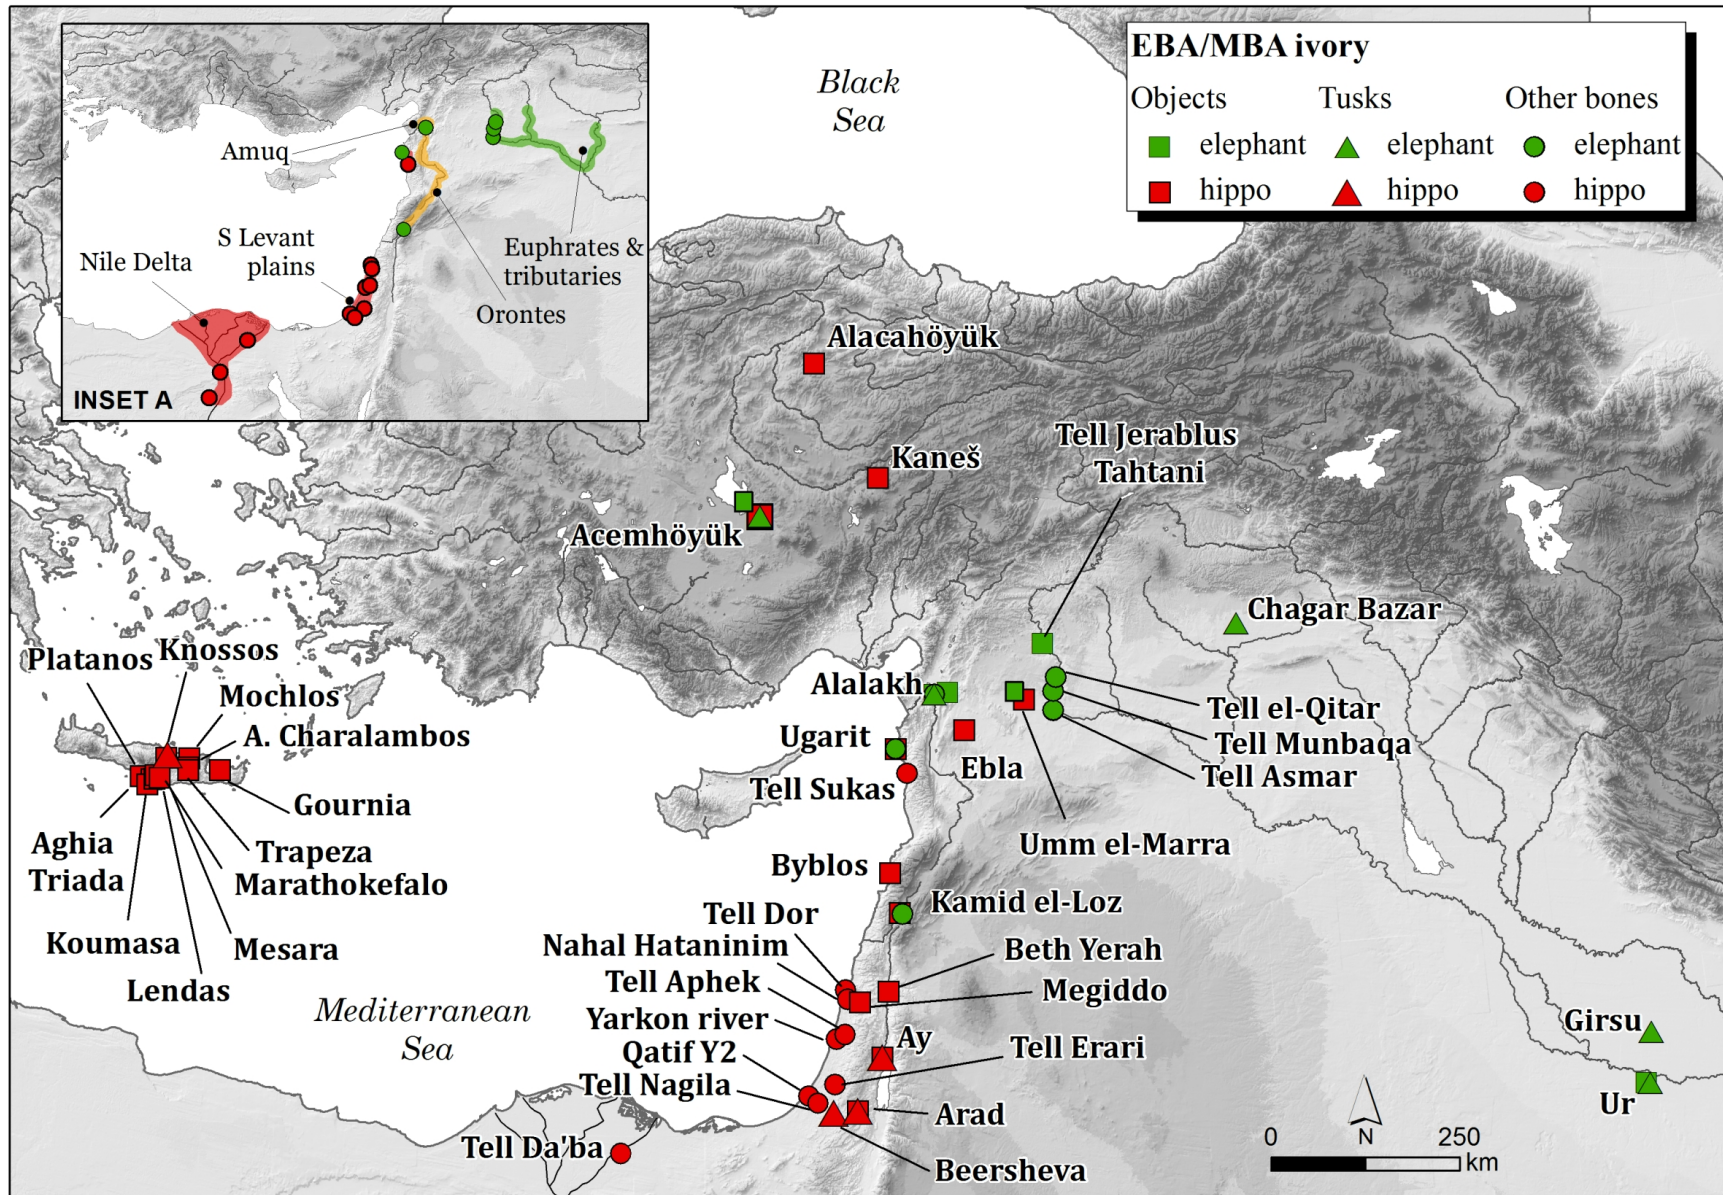 Black
Sea
EBA/MBA ivory
Objects
Tusks
Other bones
elephant
elephant
elephant
hippo
hippo
hippo
Amuq
S Levant
plains
Nile Delta
Euphrates &
tributaries
Orontes
INSET A
Alacahöyük
Kaneš
Tell Jerablus
Tahtani
Acemhöyük
Chagar Bazar
Platanos
Knossos
Mochlos
A. Charalambos
Gournia
Aghia
Triada
Trapeza
Marathokefalo
Koumasa
Mesara
Lendas
Alalakh
Ugarit
Tell Sukas
Ebla
Tell el-Qitar
Tell Munbaqa
Tell Asmar
Umm el-Marra
Byblos
Kamid el-Loz
Tell Dor
Nahal Hataninim
Tell Aphek
Yarkon river
Qatif Y2
Tell Nagila
Beth Yerah
Megiddo
Ay
Tell Erari
Arad
Beersheva
Tell Da'ba
Mediterranean
Sea
Girsu
Ur
0
N
250
km